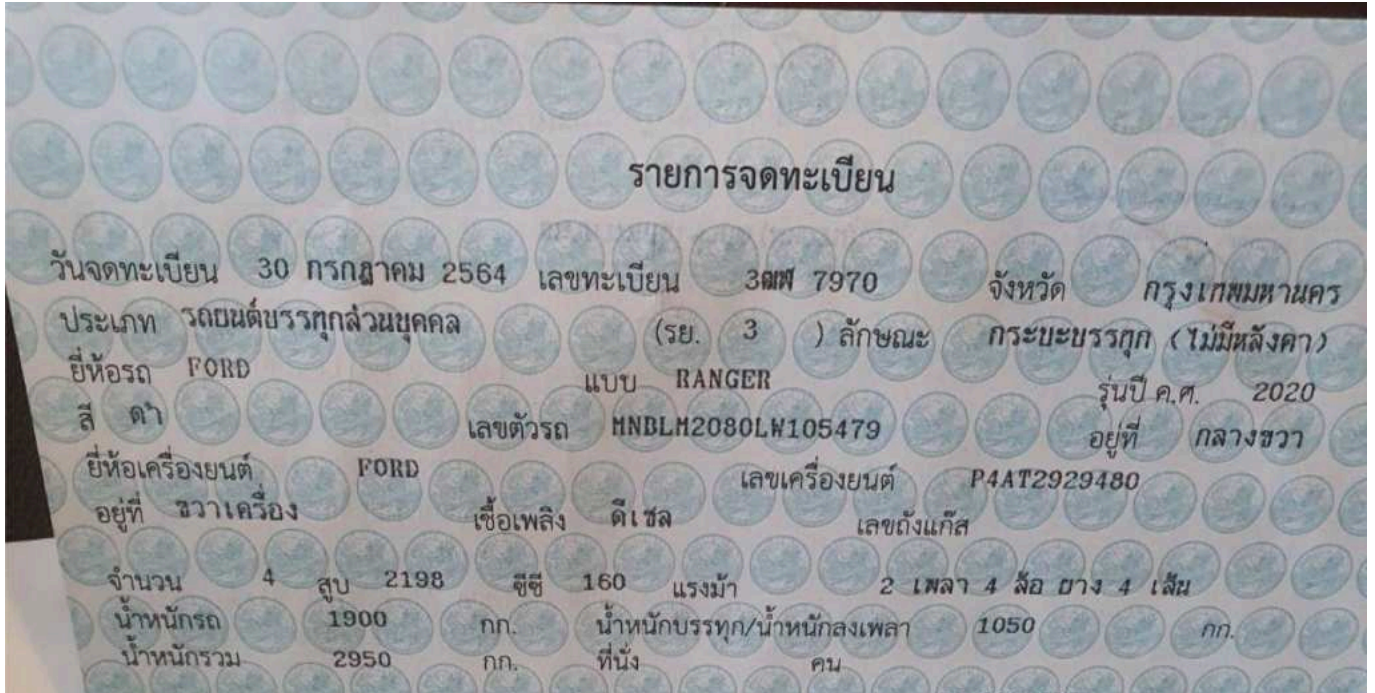 รายการจดทะเบียน
วันจดทะเบียน 30 กรกฎาคม 2564 เลขทะเบียน 3ฒฬ 7970 จังหวัด กรุงเทพมหานคร
ประเภท รถยนต์บรรทุกส่วนบุคคล (รย. 3 ) ลักษณะ กระบะบรรทุก (ไม่มีหลังคา)
ยี่ห้อรถ FORD แบบ RANGER รุ่นปี ค.ศ. 2020
สี ดำ เลขตัวรถ MNBLM2080LW105479 อยู่ที่ กลางขวา
ยี่ห้อเครื่องยนต์ FORD เลขเครื่องยนต์ P4AT2929480
อยู่ที่ ขวาเครื่อง เชื้อเพลิง ดีเซล เลขถังแก๊ส
จำนวน 4 สูบ 2198 ซีซี 160 แรงม้า 2 เพลา 4 ล้อ ยาง 4 เส้น
น้ำหนักรถ 1900 กก. น้ำหนักบรรทุก/น้ำหนักลงเพลา 1050 กก.
น้ำหนักรวม 2950 กก. ที่นั่ง คน